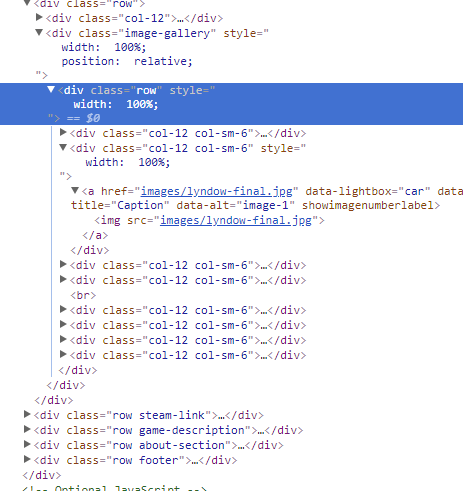 ▼<div class="row">
▶<div class="col-12">…</div>
▼<div class="image-gallery" style="
width: 100%;
position: relative;
">
▼<div class="row" style="
width: 100%;
"> == $0
▶<div class="col-12 col-sm-6">…</div>
▼<div class="col-12 col-sm-6" style="
width: 100%;
">
▼<a href="images/lyndow-final.jpg" data-lightbox="car" data
title="Caption" data-alt="image-1" showimagenumberlabel>
<img src="images/lyndow-final.jpg">
</a>
</div>
▶<div class="col-12 col-sm-6">…</div>
▶<div class="col-12 col-sm-6">…</div>
<br>
▶<div class="col-12 col-sm-6">…</div>
▶<div class="col-12 col-sm-6">…</div>
▶<div class="col-12 col-sm-6">…</div>
▶<div class="col-12 col-sm-6">…</div>
</div>
</div>
</div>
▶<div class="row steam-link">…</div>
▶<div class="row game-description">…</div>
▶<div class="row about-section">…</div>
▶<div class="row footer">…</div>
</div>
<!-- Optional JavaScript -->